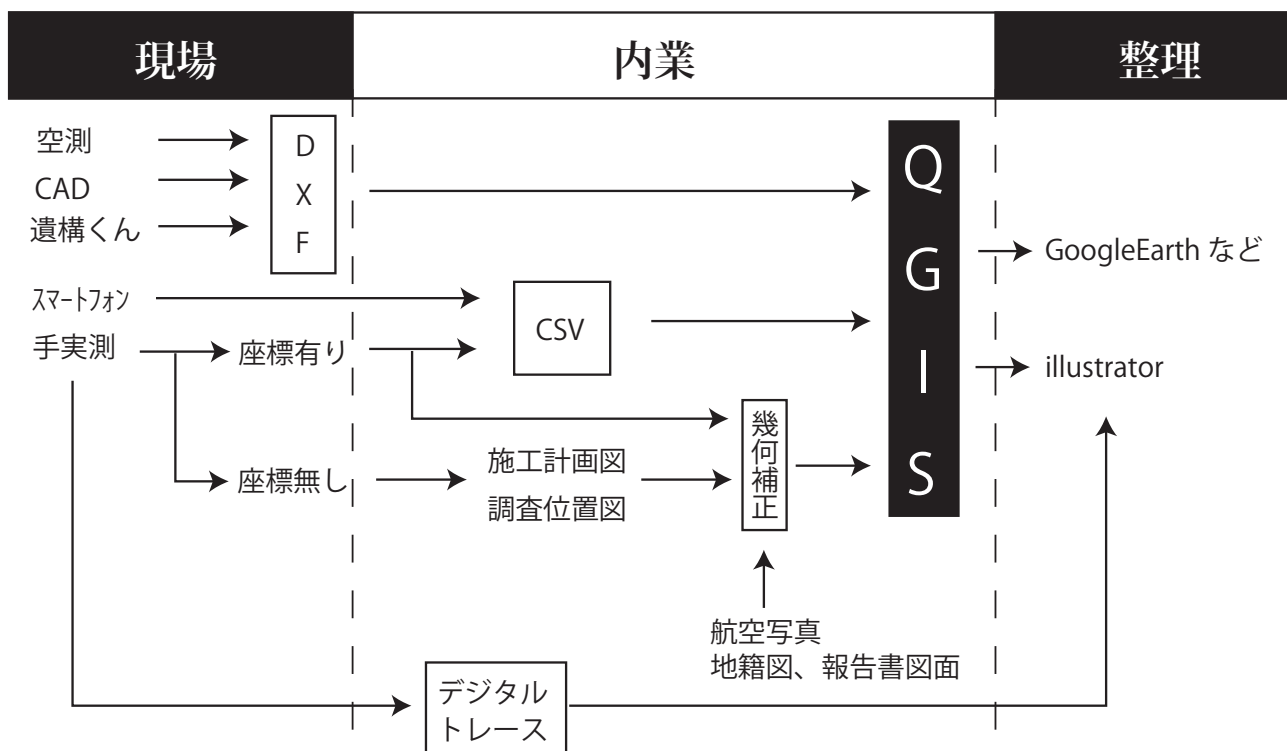 現場
内業
整理
空測
CAD
遺構くん
D
X
F
Q
G
I
S
GoogleEarth など
スマートフォン
CSV
手実測
座標有り
illustrator
幾何補正
座標無し
施工計画図
調査位置図
航空写真
地籍図、報告書図面
デジタル
トレース